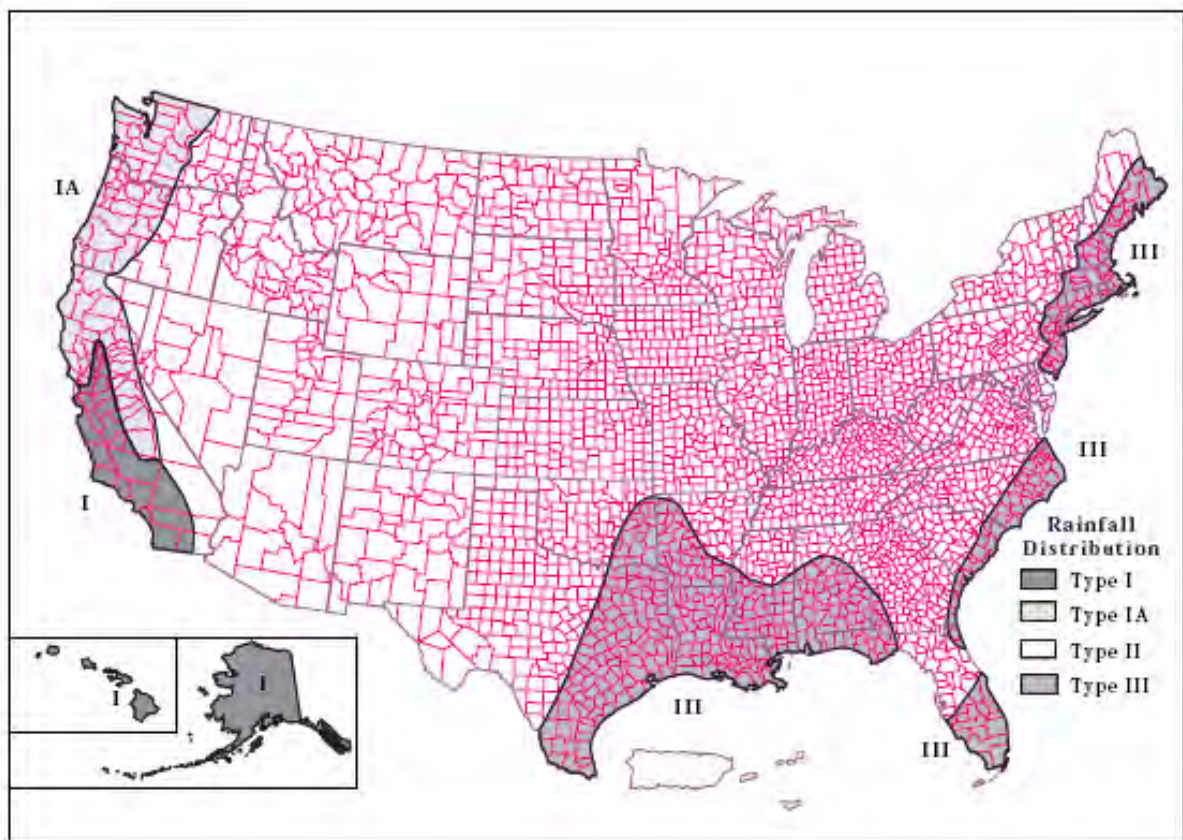 IA
III
III
I
Rainfall
Distribution
Type I
Type IA
Type II
Type III
I
I
III
III